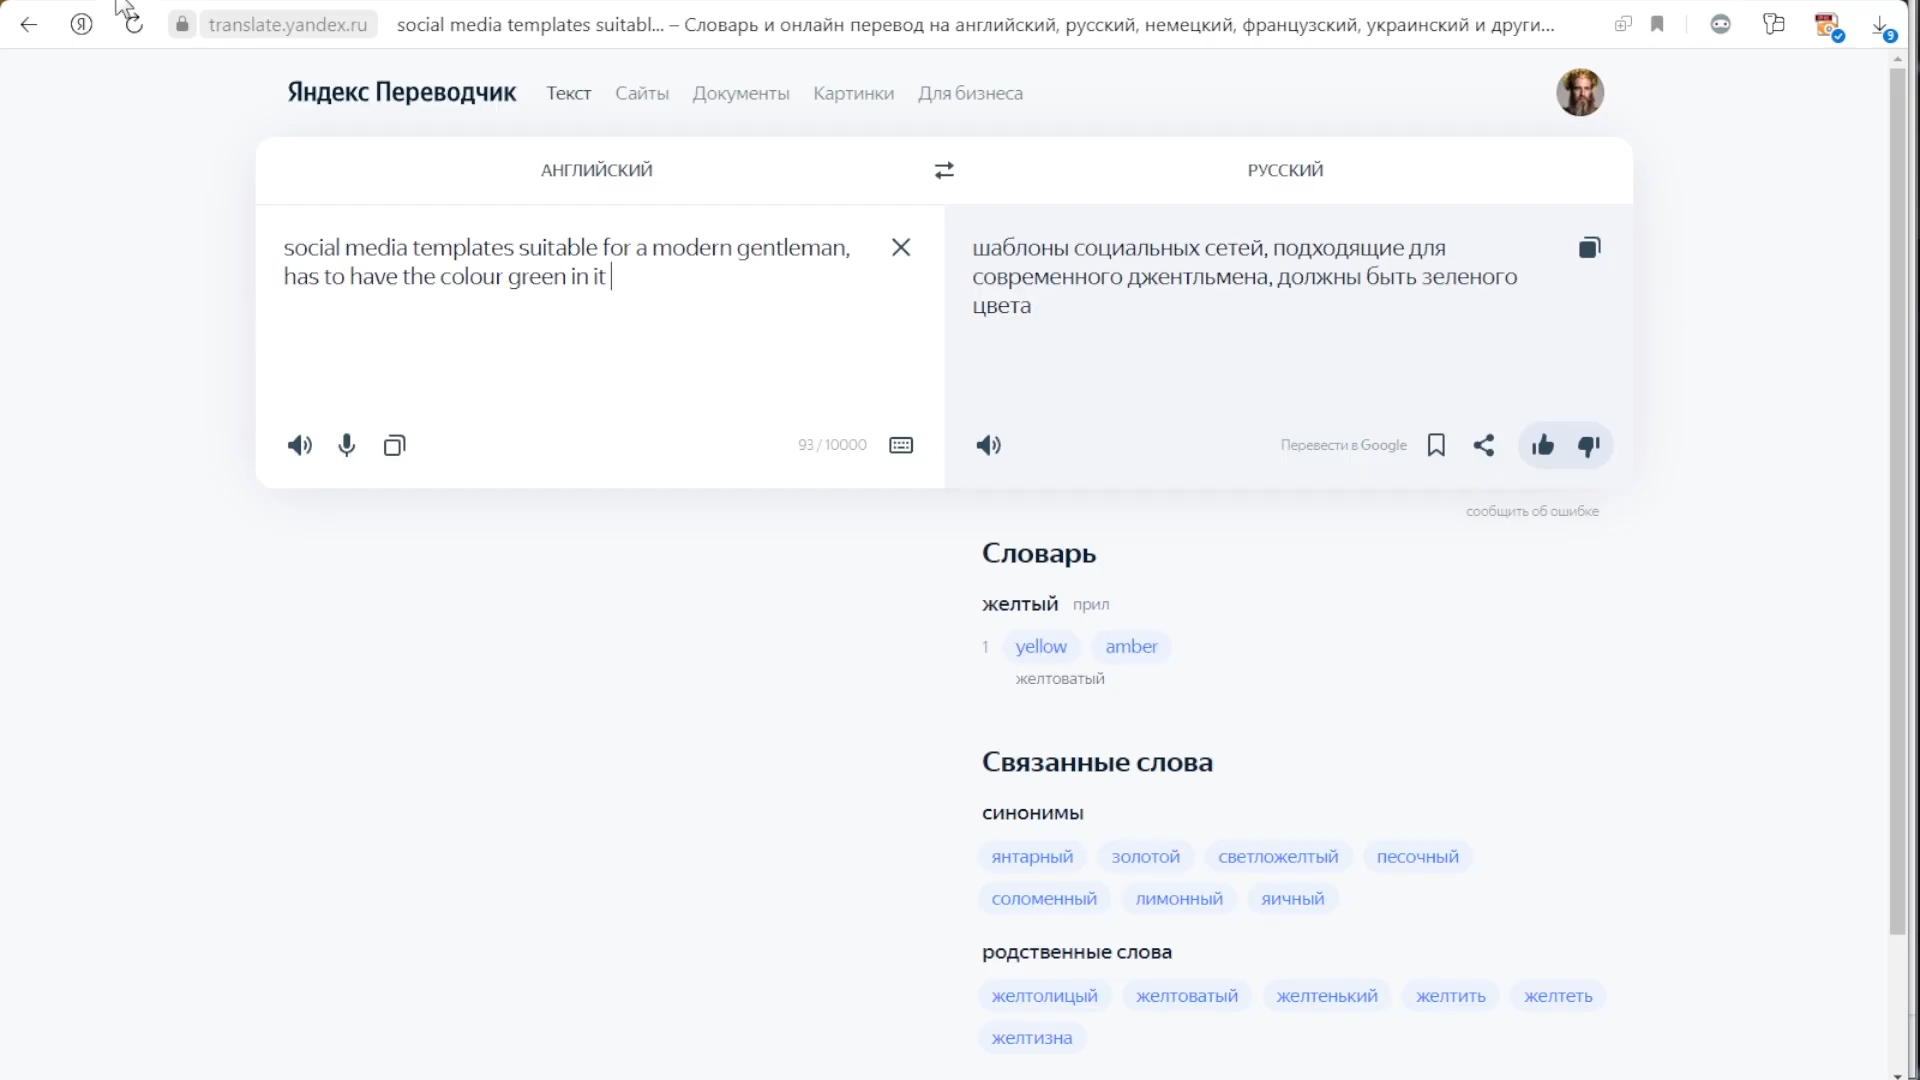 translate.yandex.ru social media templates suitabl... – Словарь и онлайн перевод на английский, русский, немецкий, французский, украинский и други...
9
Яндекс Переводчик Текст Сайты Документы Картинки Для бизнеса
АНГЛИЙСКИЙ РУССКИЙ
social media templates suitable for a modern gentleman,
has to have the colour green in it
шаблоны социальных сетей, подходящие для
современного джентльмена, должны быть зеленого
цвета
93 / 10000
Перевести в Google
сообщить об ошибке
Словарь
желтый прил
1 yellow amber
желтоватый
Связанные слова
синонимы
янтарный золотой светложелтый песочный
соломенный лимонный яичный
родственные слова
желтолицый желтоватый желтенький желтить желтеть
желтизна